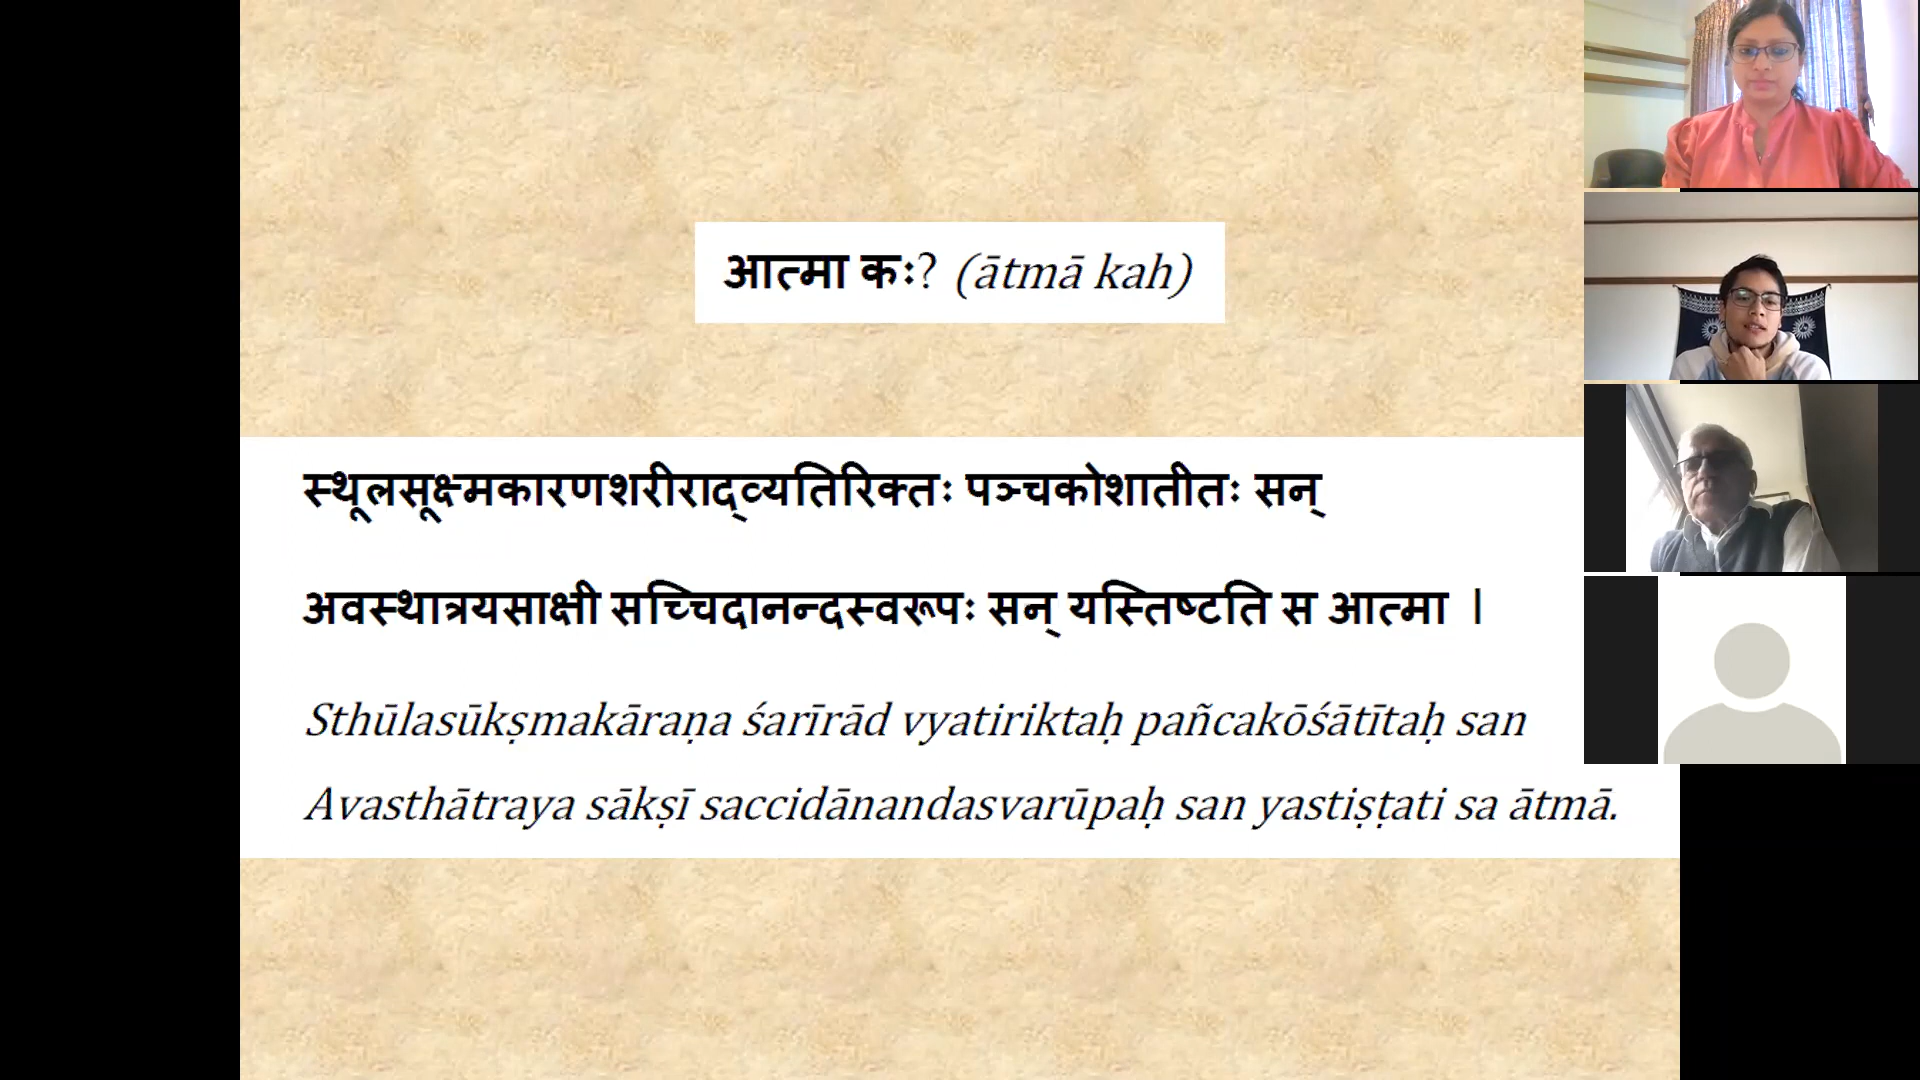 आत्मा कः? (ātmā kah)
स्थूलसूक्ष्मकारणशरीराद्‌व्यतिरिक्तः पञ्चकोशातीतः सन्
अवस्थात्रयसाक्षी सच्चिदानन्दस्वरूपः सन् यस्तिष्टति स आत्मा ।
Sthūlasūkṣmakāraṇa śarīrād vyatiriktaḥ pañcakōśātītaḥ san
Avasthātraya sākṣī saccidānandasvarūpaḥ san yastiṣṭati sa ātmā.